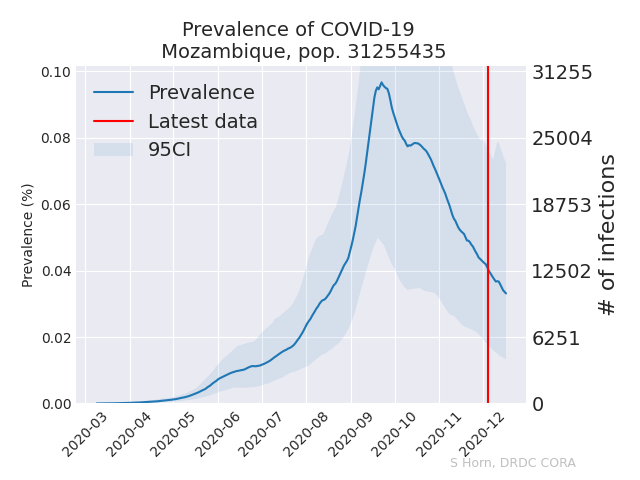 Prevalence of COVID-19
Mozambique, pop. 31255435
Prevalence
Latest data
95CI
Prevalence (%)
0.10
0.08
0.06
0.04
0.02
0.00
31255
25004
18753
12502
6251
0
# of infections
2020-03
2020-04
2020-05
2020-06
2020-07
2020-08
2020-09
2020-10
2020-11
2020-12
S Horn, DRDC CORA